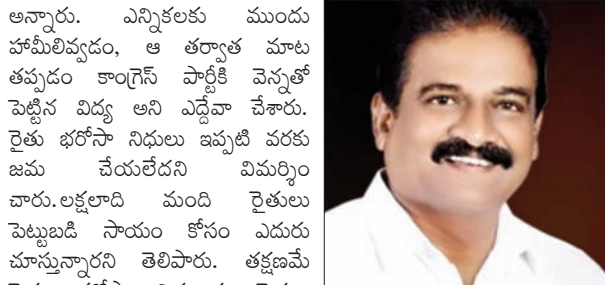 అన్నారు. ఎన్నికలకు ముందు
హామీలివ్వడం, ఆ తర్వాత మాట
తప్పడం కాంగ్రెస్ పార్టీకి వెన్నతో
పెట్టిన విద్య అని ఎద్దేవా చేశారు.
రైతు భరోసా నిధులు ఇప్పటి వరకు
జమ చేయలేదని విమర్శిం
చారు.లక్షలాది మంది రైతులు
పెట్టుబడి సాయం కోసం ఎదురు
చూస్తున్నారని తెలిపారు. తక్షణమే